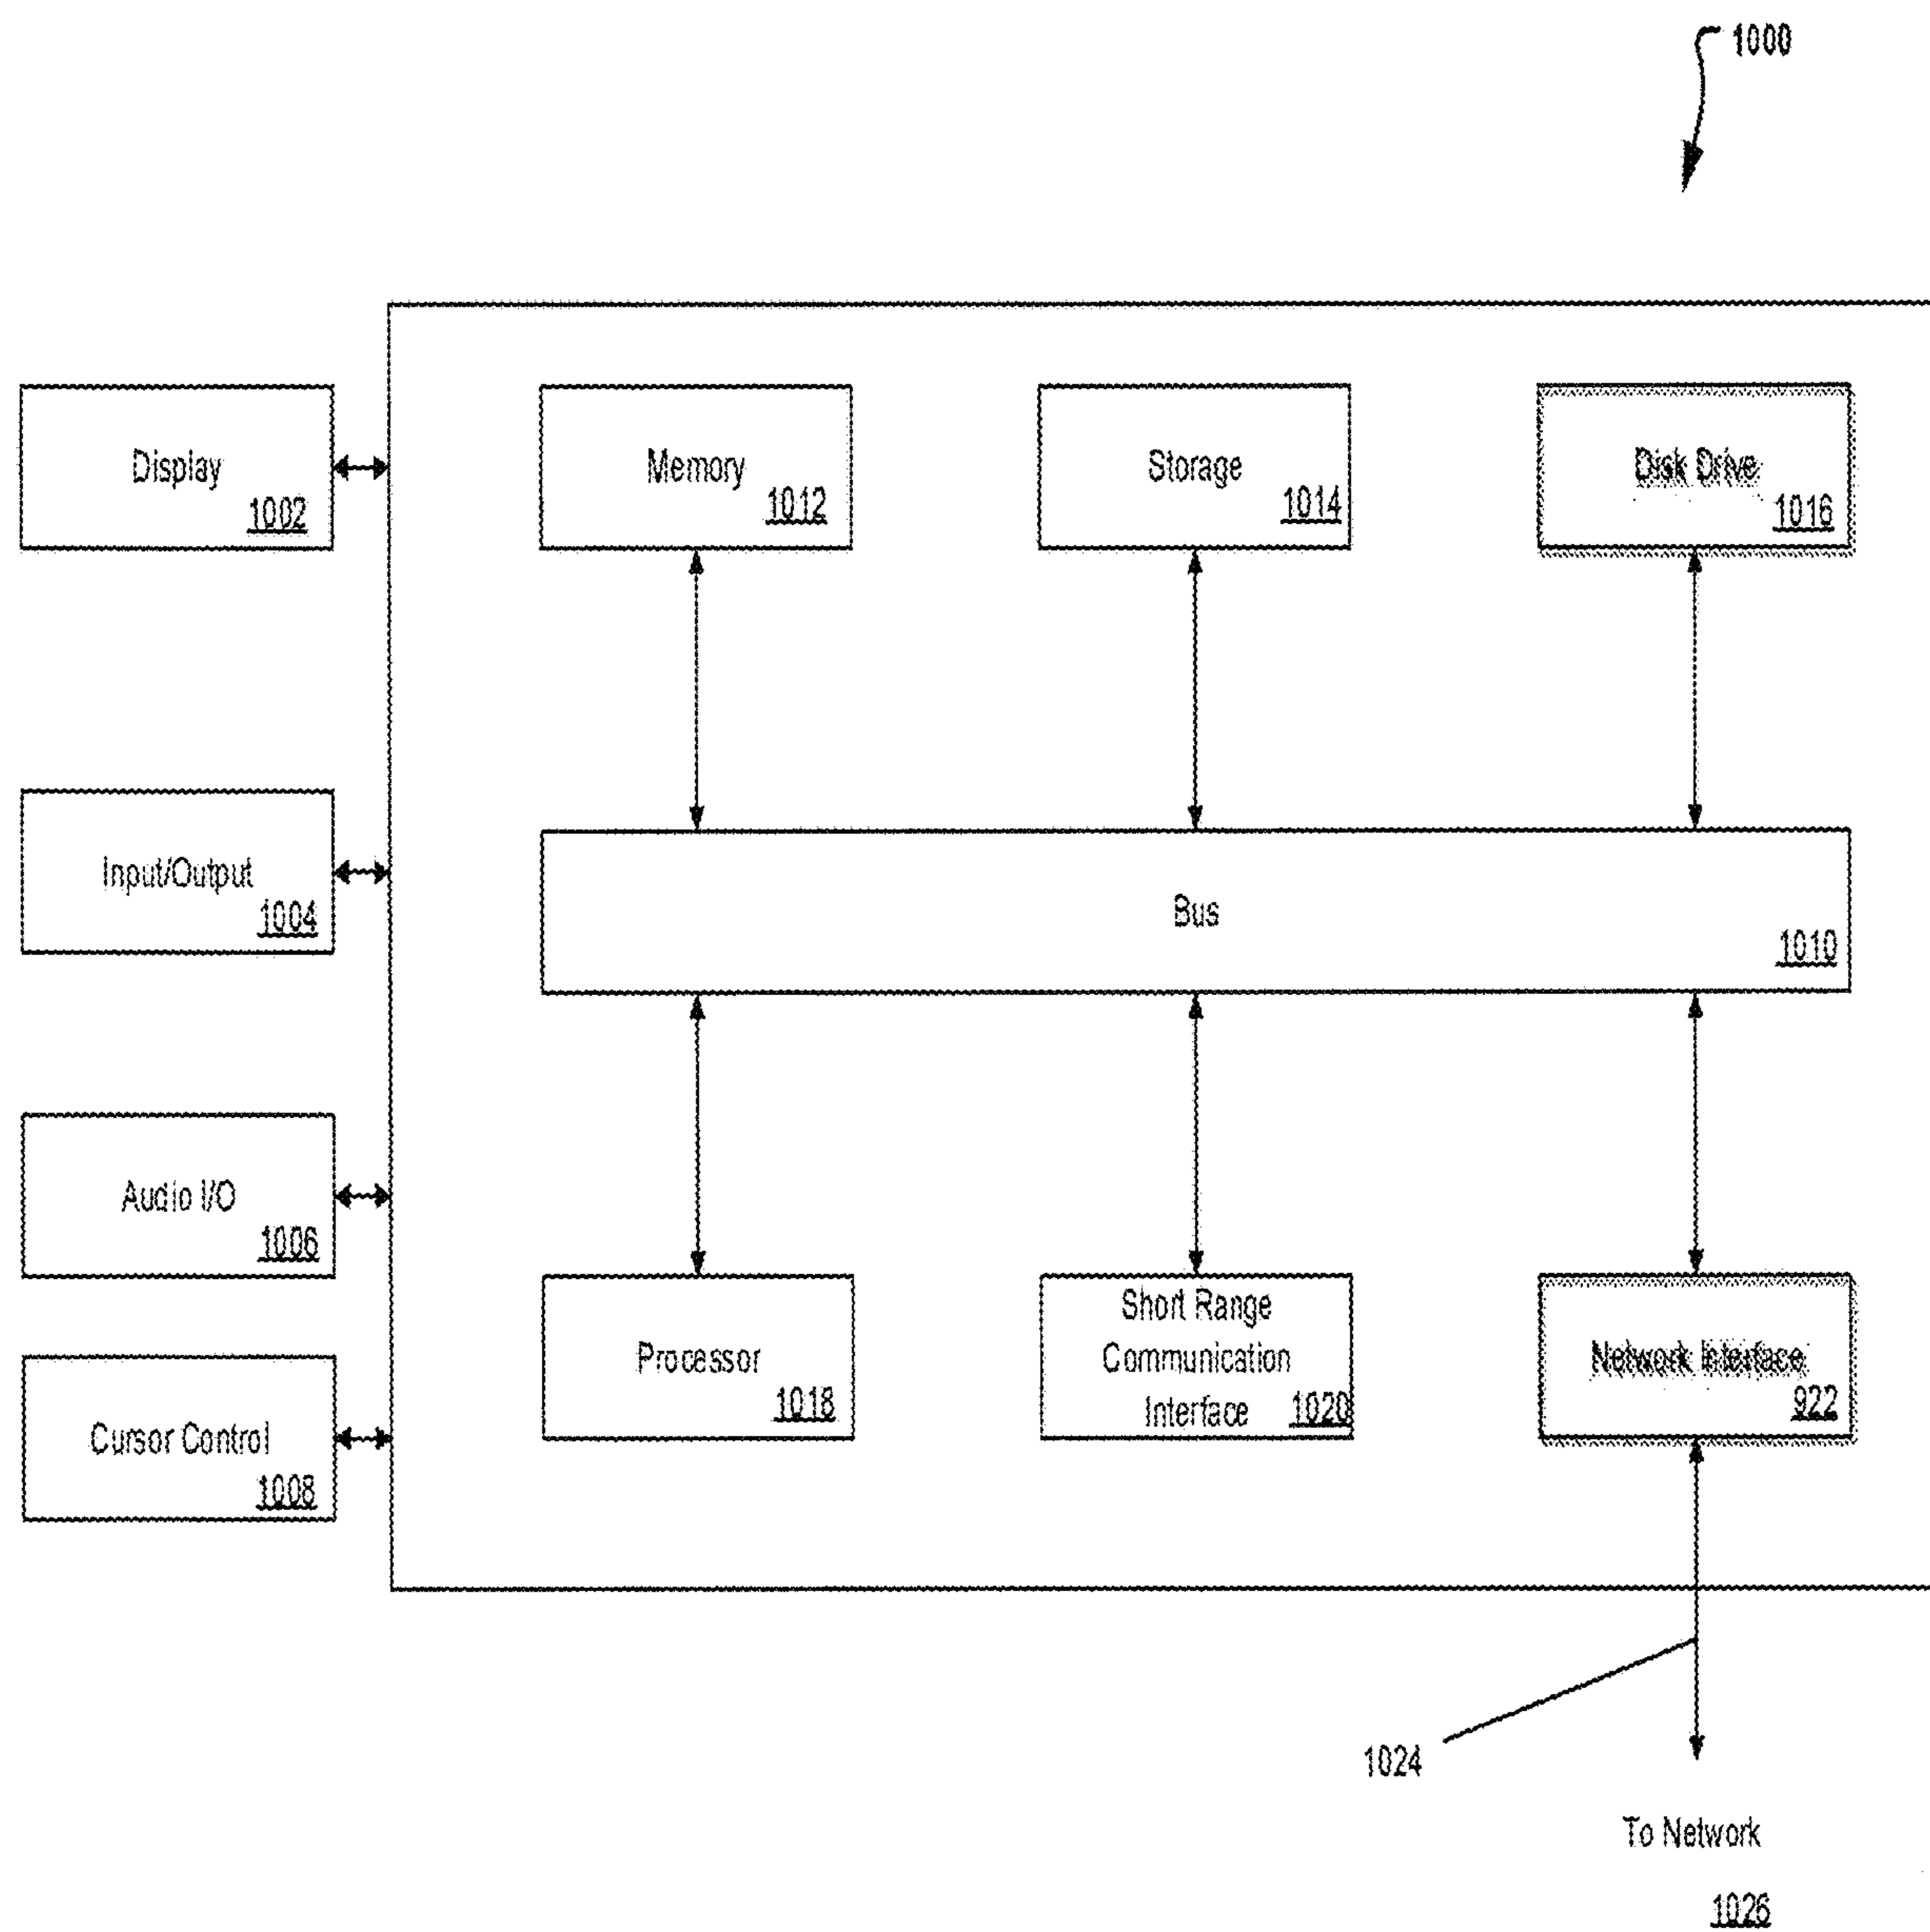 1000
Display
1002
Memory
1012
Storage
1014
Disk Drive
1016
Input/Output
1004
Bus
1010
Audio I/O
1006
Cursor Control
1008
Processor
1018
Short Range
Communication
Interface
1020
Network Interface
922
1024
To Network
1026